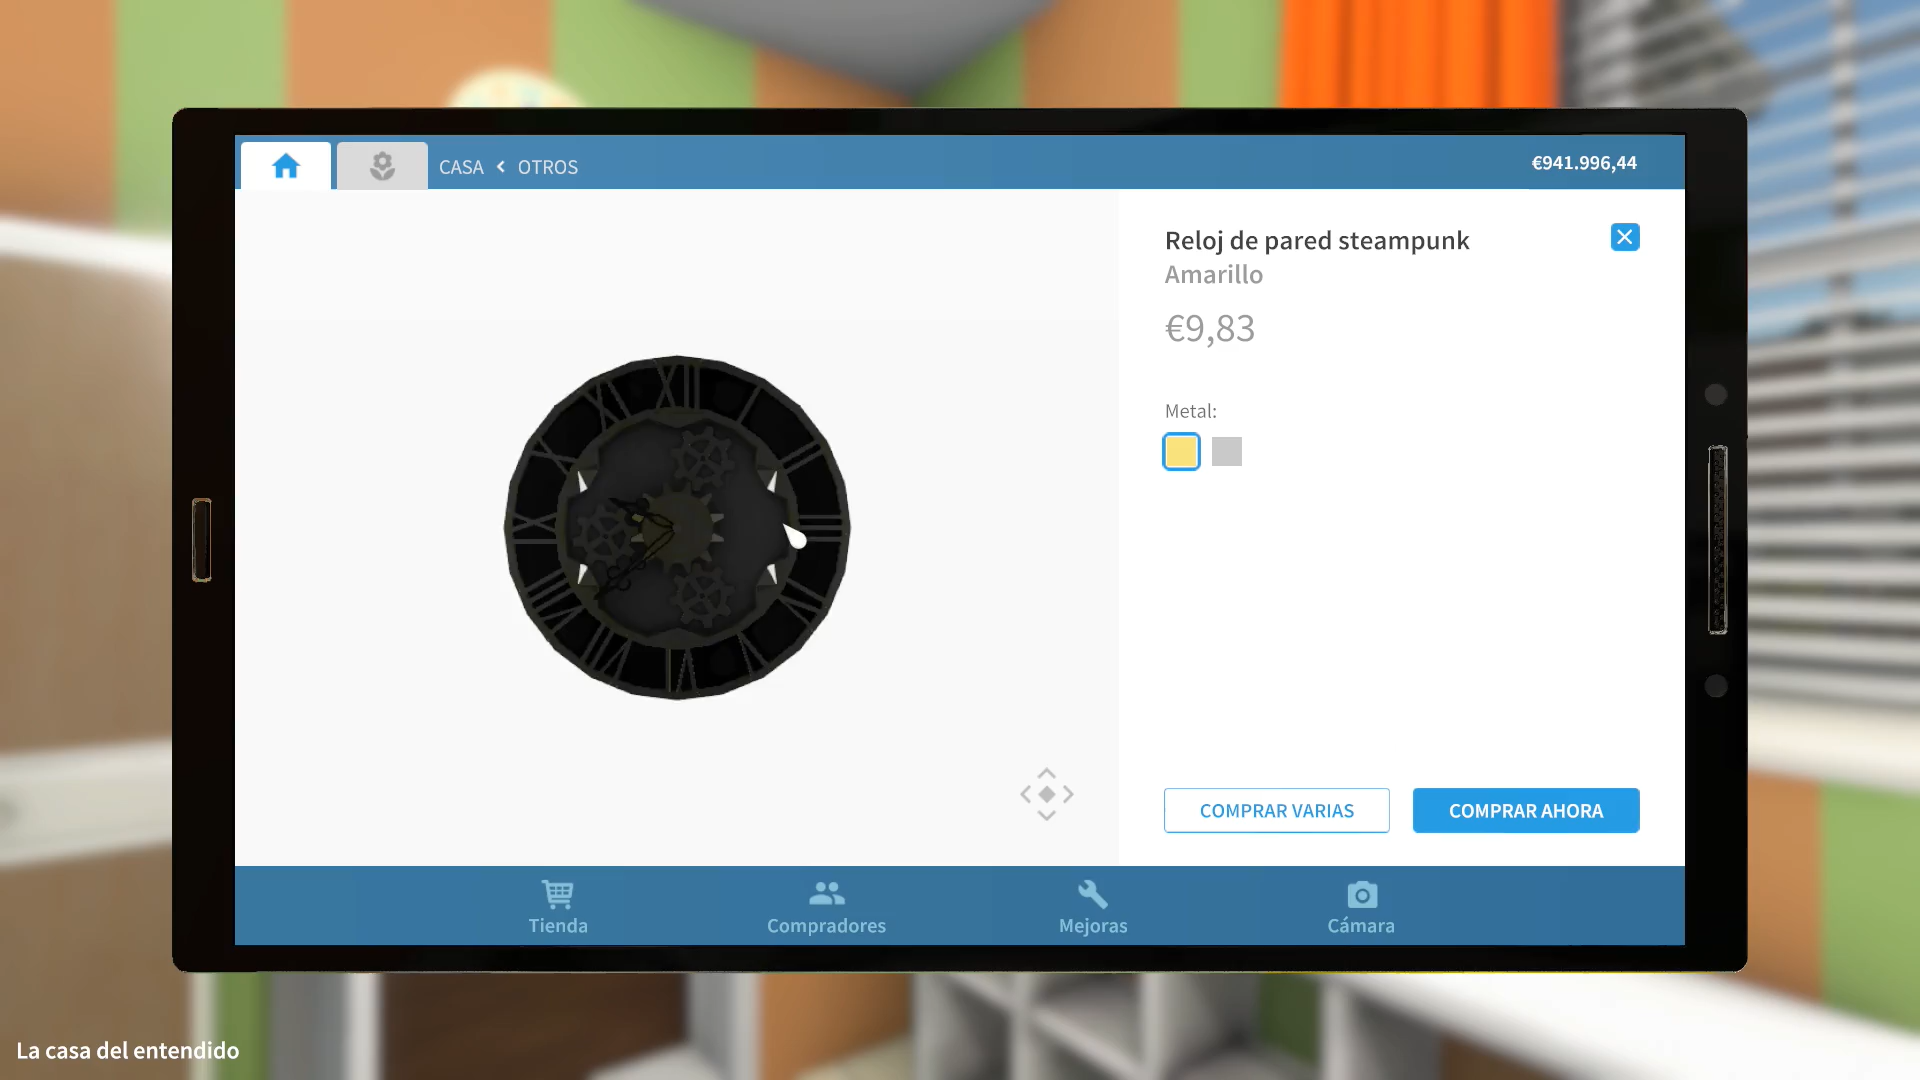 CASA
OTROS
€941.996,44
Reloj de pared steampunk
Amarillo
€9,83
Metal:
COMPRAR VARIAS
COMPRAR AHORA
Tienda
Compradores
Mejoras
Cámara
La casa del entendido